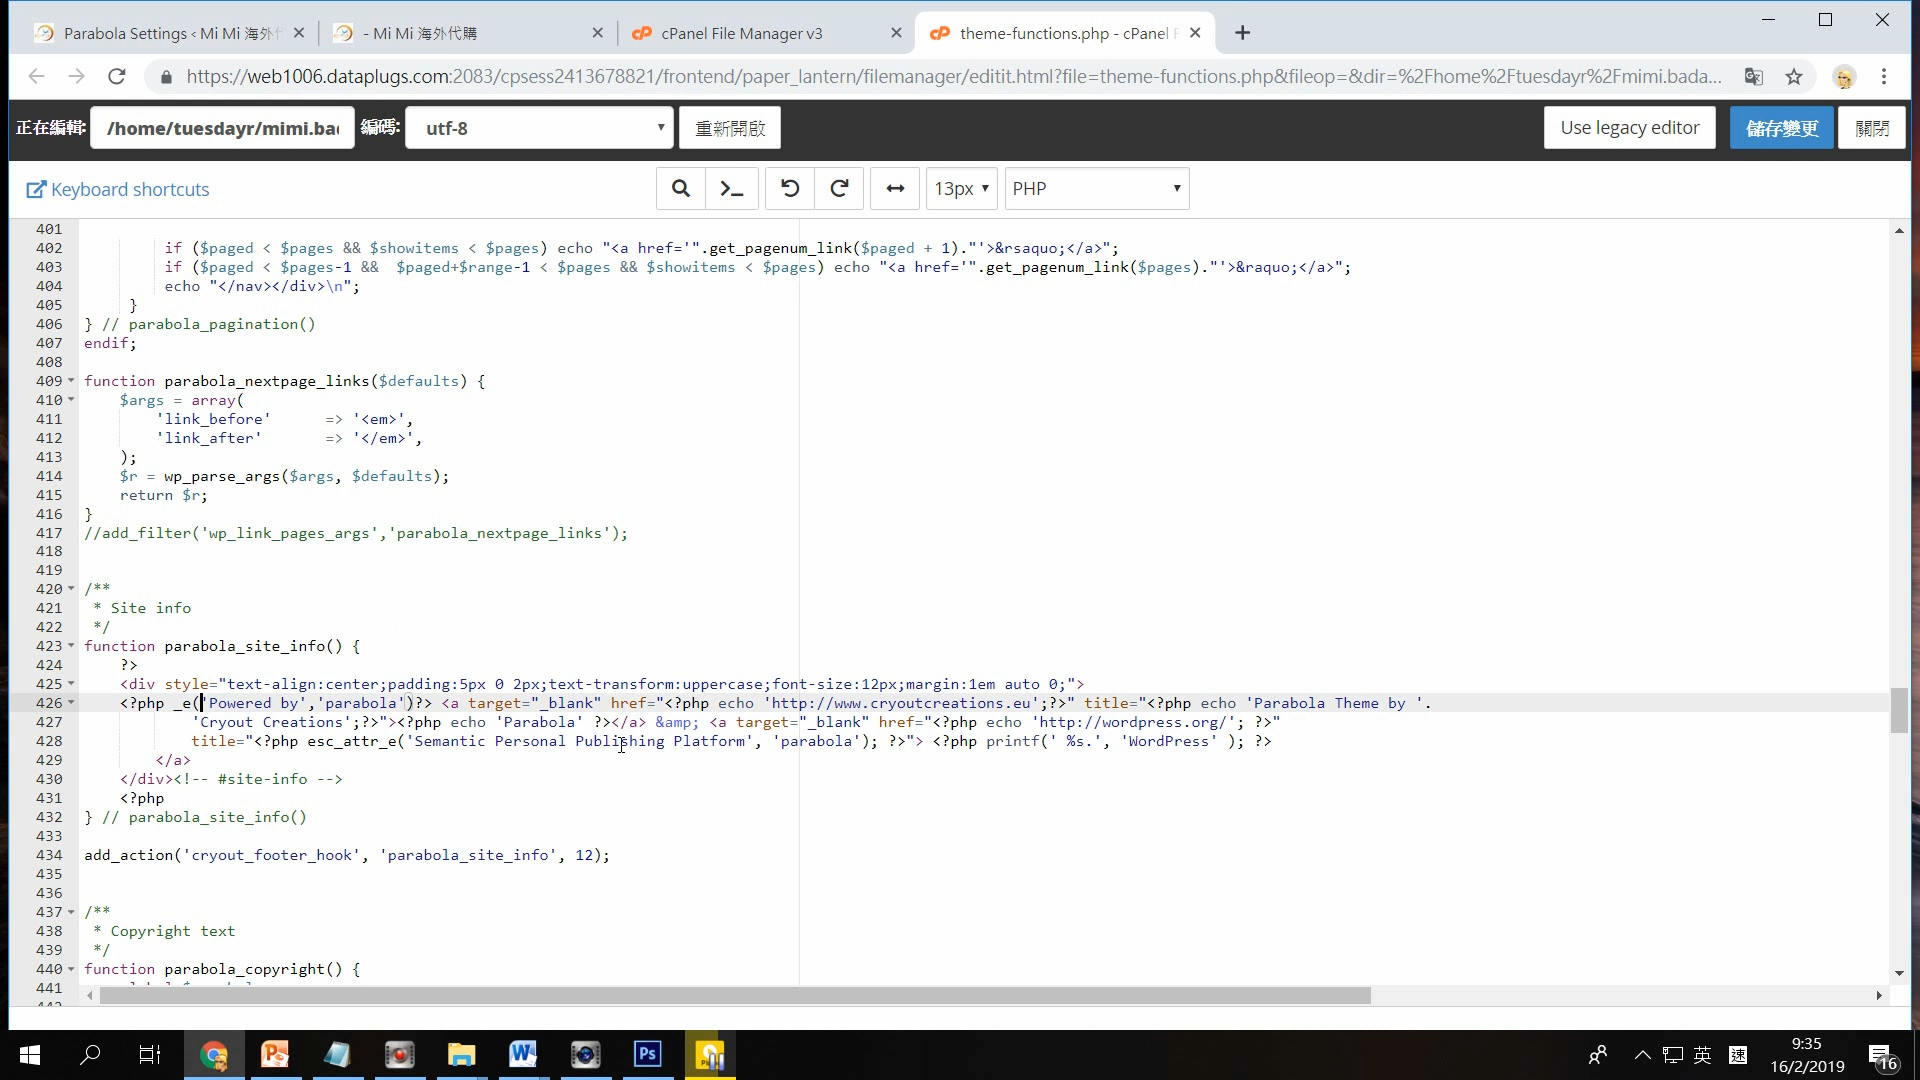 Parabola Settings ‹ Mi Mi 海外
- Mi Mi 海外代購
cPanel File Manager v3
theme-functions.php - cPanel F
https://web1006.dataplugs.com:2083/cpsess2413678821/frontend/paper_lantern/filemanager/editit.html?file=theme-functions.php&fileop=&dir=%2Fhome%2Ftuesdayr%2Fmimi.bada...
正在編輯: /home/tuesdayr/mimi.ba 編碼: utf-8 重新開啟 Use legacy editor 儲存變更 關閉
Keyboard shortcuts 13px PHP
401
402 if ($paged < $pages && $showitems < $pages) echo "<a href='".get_pagenum_link($paged + 1)."'>&rsaquo;</a>";
403 if ($paged < $pages-1 &&  $paged+$range-1 < $pages && $showitems < $pages) echo "<a href='".get_pagenum_link($pages)."'>&raquo;</a>";
404 echo "</nav></div>\n";
405 }
406 } // parabola_pagination()
407 endif;
408
409 function parabola_nextpage_links($defaults) {
410 $args = array(
411 'link_before'      => '<em>',
412 'link_after'       => '</em>',
413 );
414 $r = wp_parse_args($args, $defaults);
415 return $r;
416 }
417 //add_filter('wp_link_pages_args','parabola_nextpage_links');
418
419
420 /**
421 * Site info
422 */
423 function parabola_site_info() {
424 ?>
425 <div style="text-align:center;padding:5px 0 2px;text-transform:uppercase;font-size:12px;margin:1em auto 0;">
426 <?php _e('Powered by','parabola')?> <a target="_blank" href="<?php echo 'http://www.cryoutcreations.eu';?>" title="<?php echo 'Parabola Theme by '.
427 'Cryout Creations';?>"><?php echo 'Parabola' ?></a> &amp; <a target="_blank" href="<?php echo 'http://wordpress.org/'; ?>"
428 title="<?php esc_attr_e('Semantic Personal Publishing Platform', 'parabola'); ?>"> <?php printf(' %s.', 'WordPress' ); ?>
429 </a>
430 </div><!-- #site-info -->
431 <?php
432 } // parabola_site_info()
433
434 add_action('cryout_footer_hook', 'parabola_site_info', 12);
435
436
437 /**
438 * Copyright text
439 */
440 function parabola_copyright() {
441
英 速 9:35
16/2/2019 16